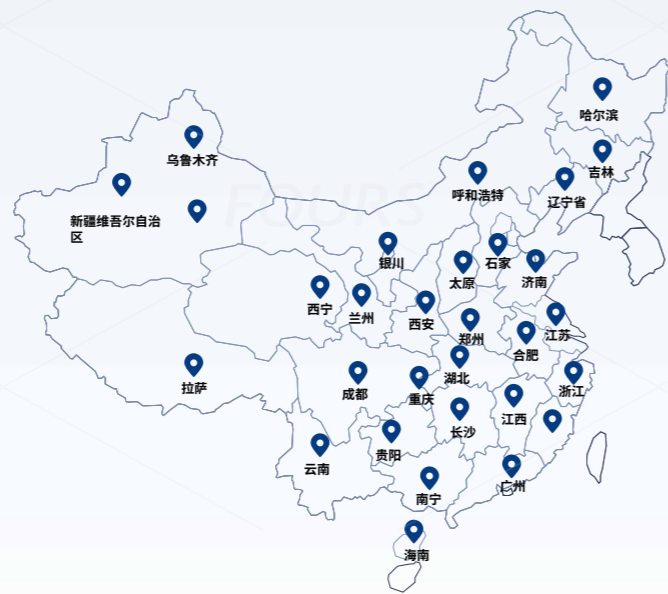 哈尔滨
乌鲁木齐
吉林
呼和浩特
辽宁省
新疆维吾尔自治
区
FOURS
银川
石家
太原
济南
西宁
兰州
西安
江苏
郑州
合肥
湖北
拉萨
成都
重庆
浙江
江西
长沙
贵阳
云南
广州
南宁
海南